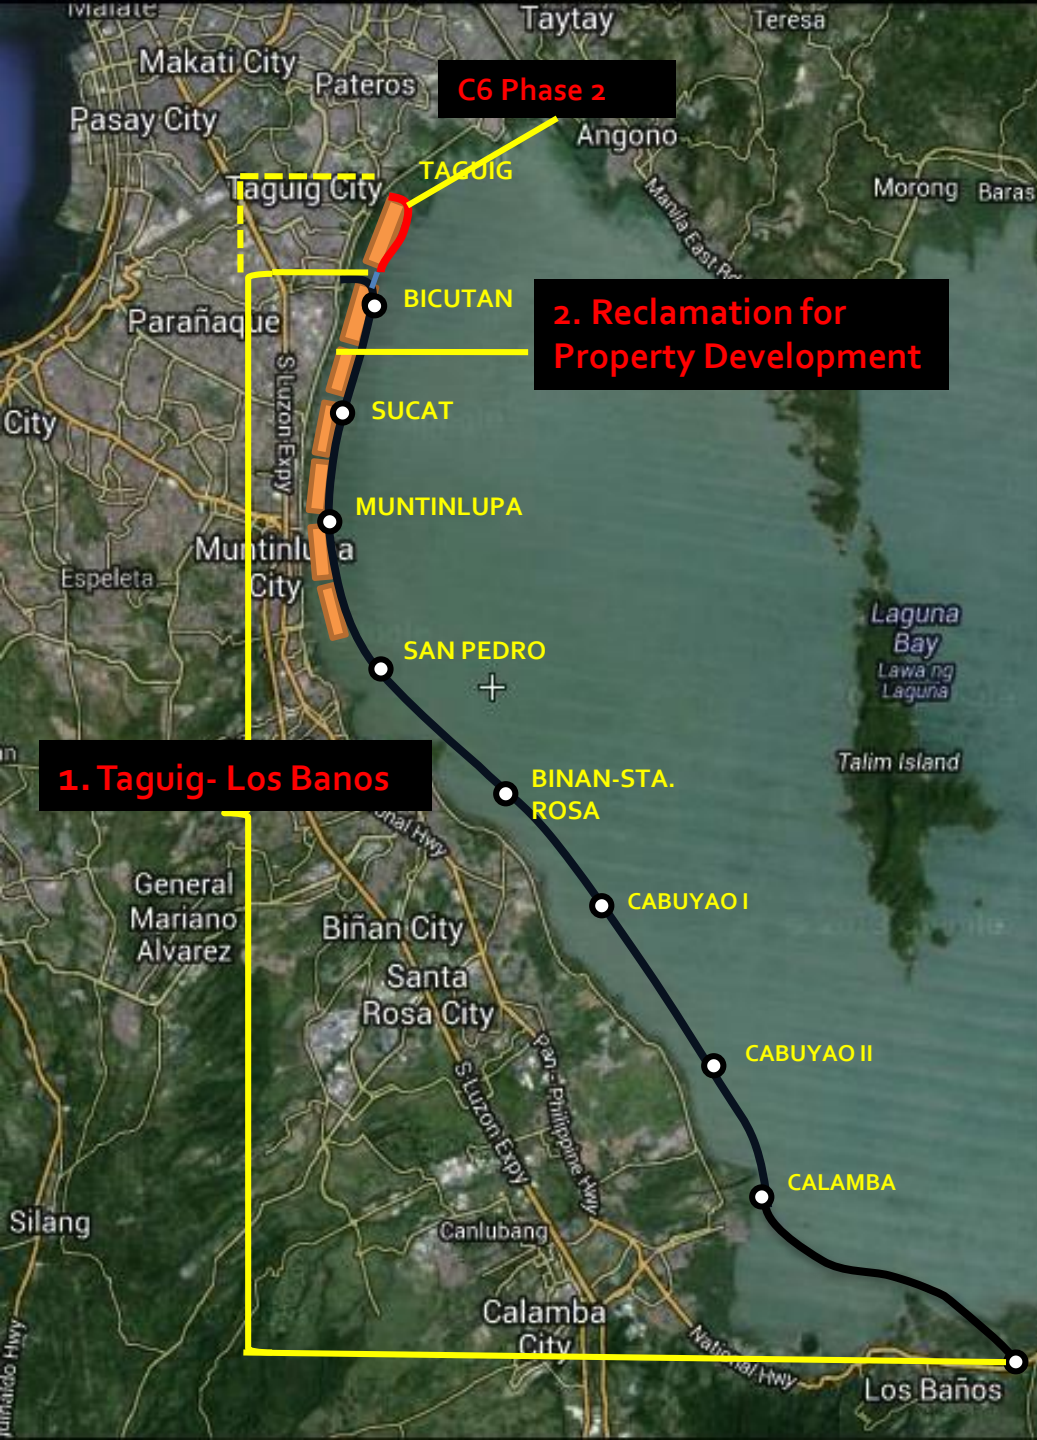 Malate
Taytay
Teresa
Makati City
Pateros
C6 Phase 2
Pasay City
Angono
TAGUIG
Taguig City
Morong
Baras
Manila East Rd
BICUTAN
2. Reclamation for
Property Development
Parañaque
S Luzon Expy
SUCAT
City
MUNTINLUPA
Muntinlupa
City
Espeleta
Laguna
Bay
Lawa ng
Laguna
SAN PEDRO
1. Taguig- Los Banos
Talim Island
BINAN-STA.
ROSA
Hwy
General
Mariano
Alvarez
CABUYAO I
Biñan City
Santa
Rosa City
Pan - Philippine Hwy
S Luzon Expy
CABUYAO II
CALAMBA
Silang
Canlubang
Calamba
City
National Hwy
Los Baños
Hwy